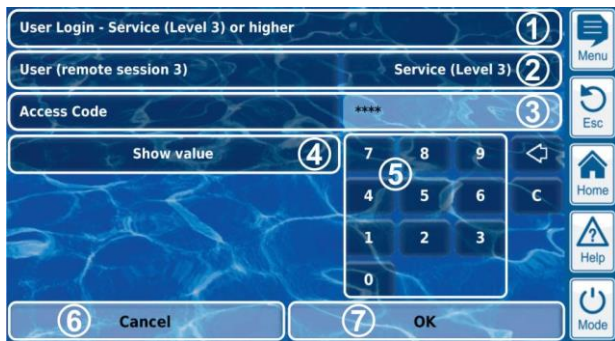 User Login - Service (Level 3) or higher 1
Menu
User (remote session 3) Service (Level 3) 2
Access Code **** 3
Esc
Show value 4
7 8 9
5
4 5 6 C
Home
1 2 3
Help
0
6 Cancel
7 OK
Mode